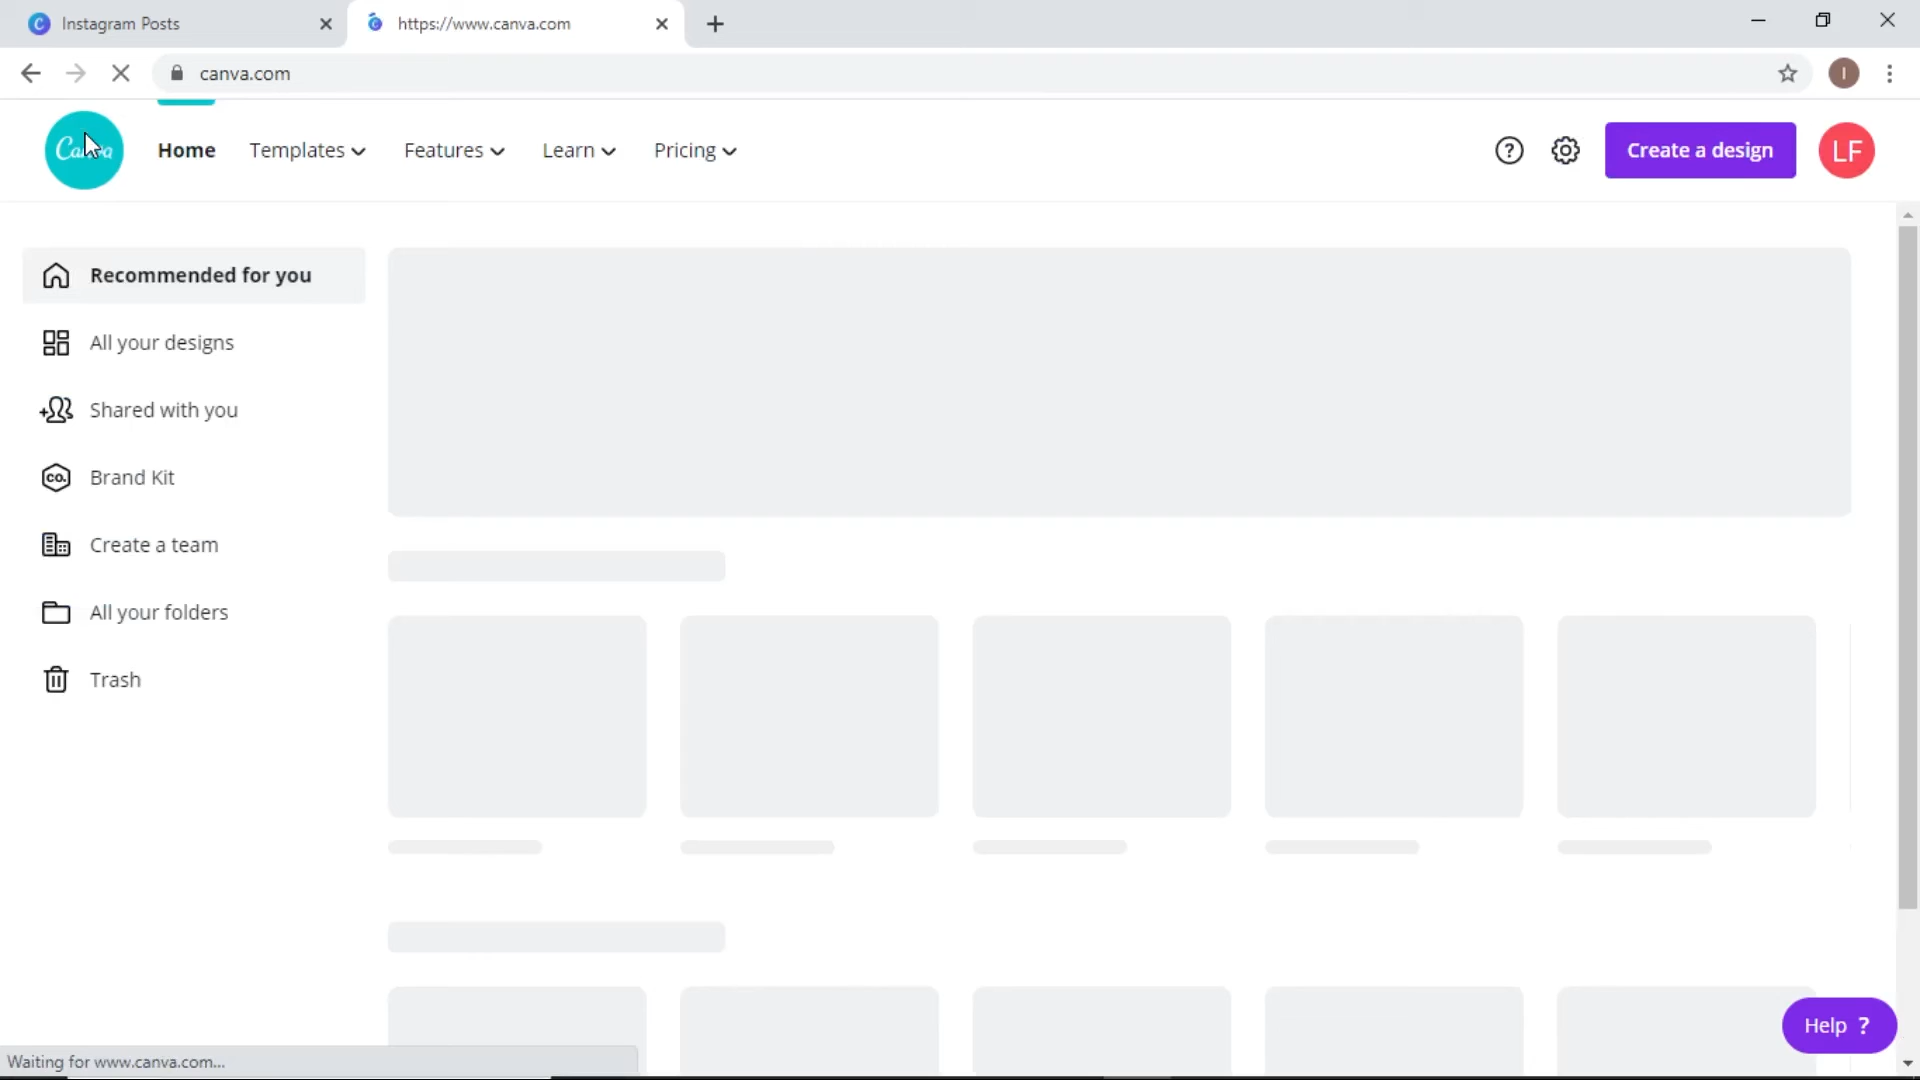 Instagram Posts
https://www.canva.com
canva.com
Canva
Home
Templates
Features
Learn
Pricing
?
Create a design
LF
I
Recommended for you
All your designs
Shared with you
co.
Brand Kit
Create a team
All your folders
Trash
Help ?
Waiting for www.canva.com...